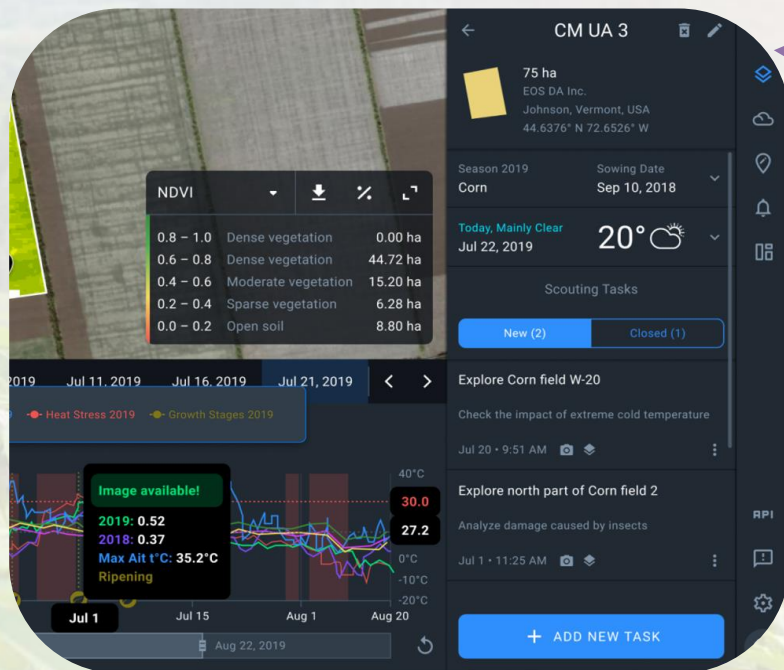 NDVI
0.8 – 1.0 Dense vegetation 0.00 ha
0.6 – 0.8 Dense vegetation 44.72 ha
0.4 – 0.6 Moderate vegetation 15.20 ha
0.2 – 0.4 Sparse vegetation 6.28 ha
0.0 – 0.2 Open soil 8.80 ha
2019 Jul 11, 2019 Jul 16, 2019 Jul 21, 2019
Heat Stress 2019 Growth Stages 2019
Image available!
2019: 0.52
2018: 0.37
Max Ait t°C: 35.2°C
Ripening
40°C
30.0
27.2
0°C
-10°C
-20°C
Jul 1 Jul 15 Aug 1 Aug 20
Aug 22, 2019
CM UA 3
75 ha
EOS DA Inc.
Johnson, Vermont, USA
44.6376° N 72.6526° W
Season 2019 Sowing Date
Corn Sep 10, 2018
Today, Mainly Clear
Jul 22, 2019 20°
Scouting Tasks
New (2) Closed (1)
Explore Corn field W-20
Check the impact of extreme cold temperature
Jul 20 • 9:51 AM
Explore north part of Corn field 2
Analyze damage caused by insects
Jul 1 • 11:25 AM
+ ADD NEW TASK
API